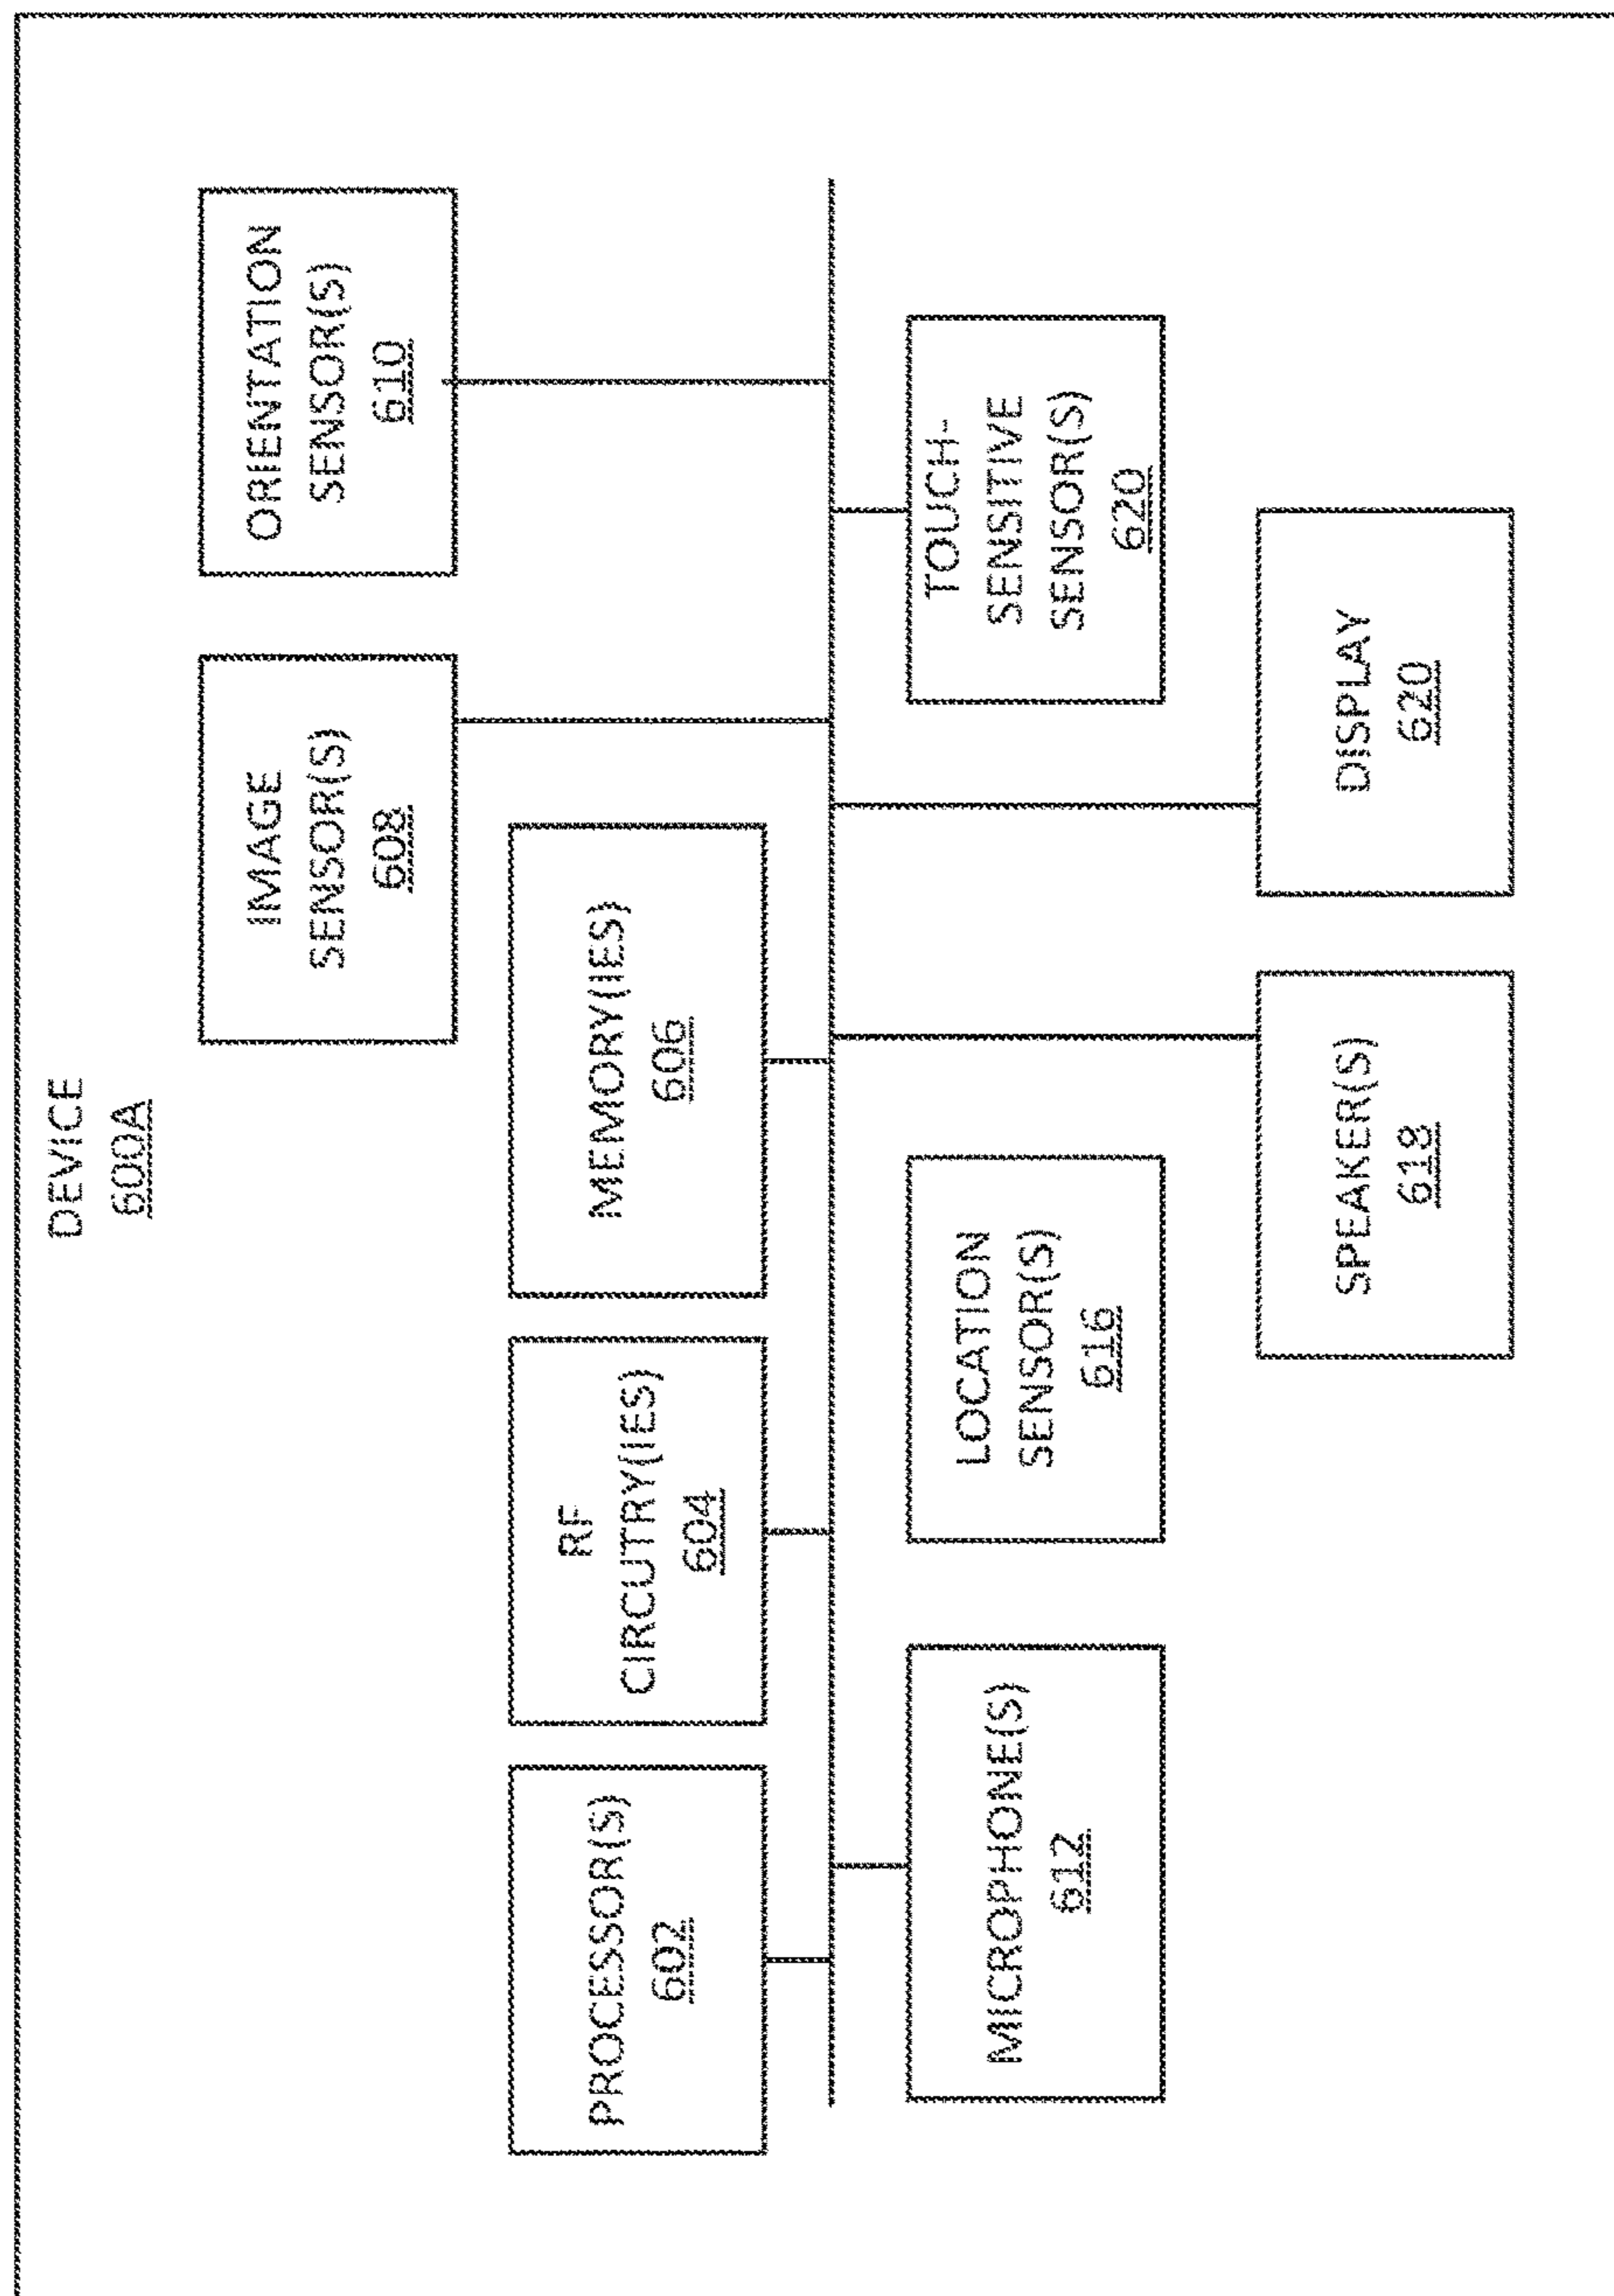 DEVICE
600A
IMAGE
SENSOR(S)
608
ORIENTATION
SENSOR(S)
610
PROCESSOR(S)
602
RF
CIRCUTRY(IES)
604
MEMORY(IES)
606
MICROPHONE(S)
612
LOCATION
SENSOR(S)
616
TOUCH-
SENSITIVE
SENSOR(S)
620
SPEAKER(S)
618
DISPLAY
620